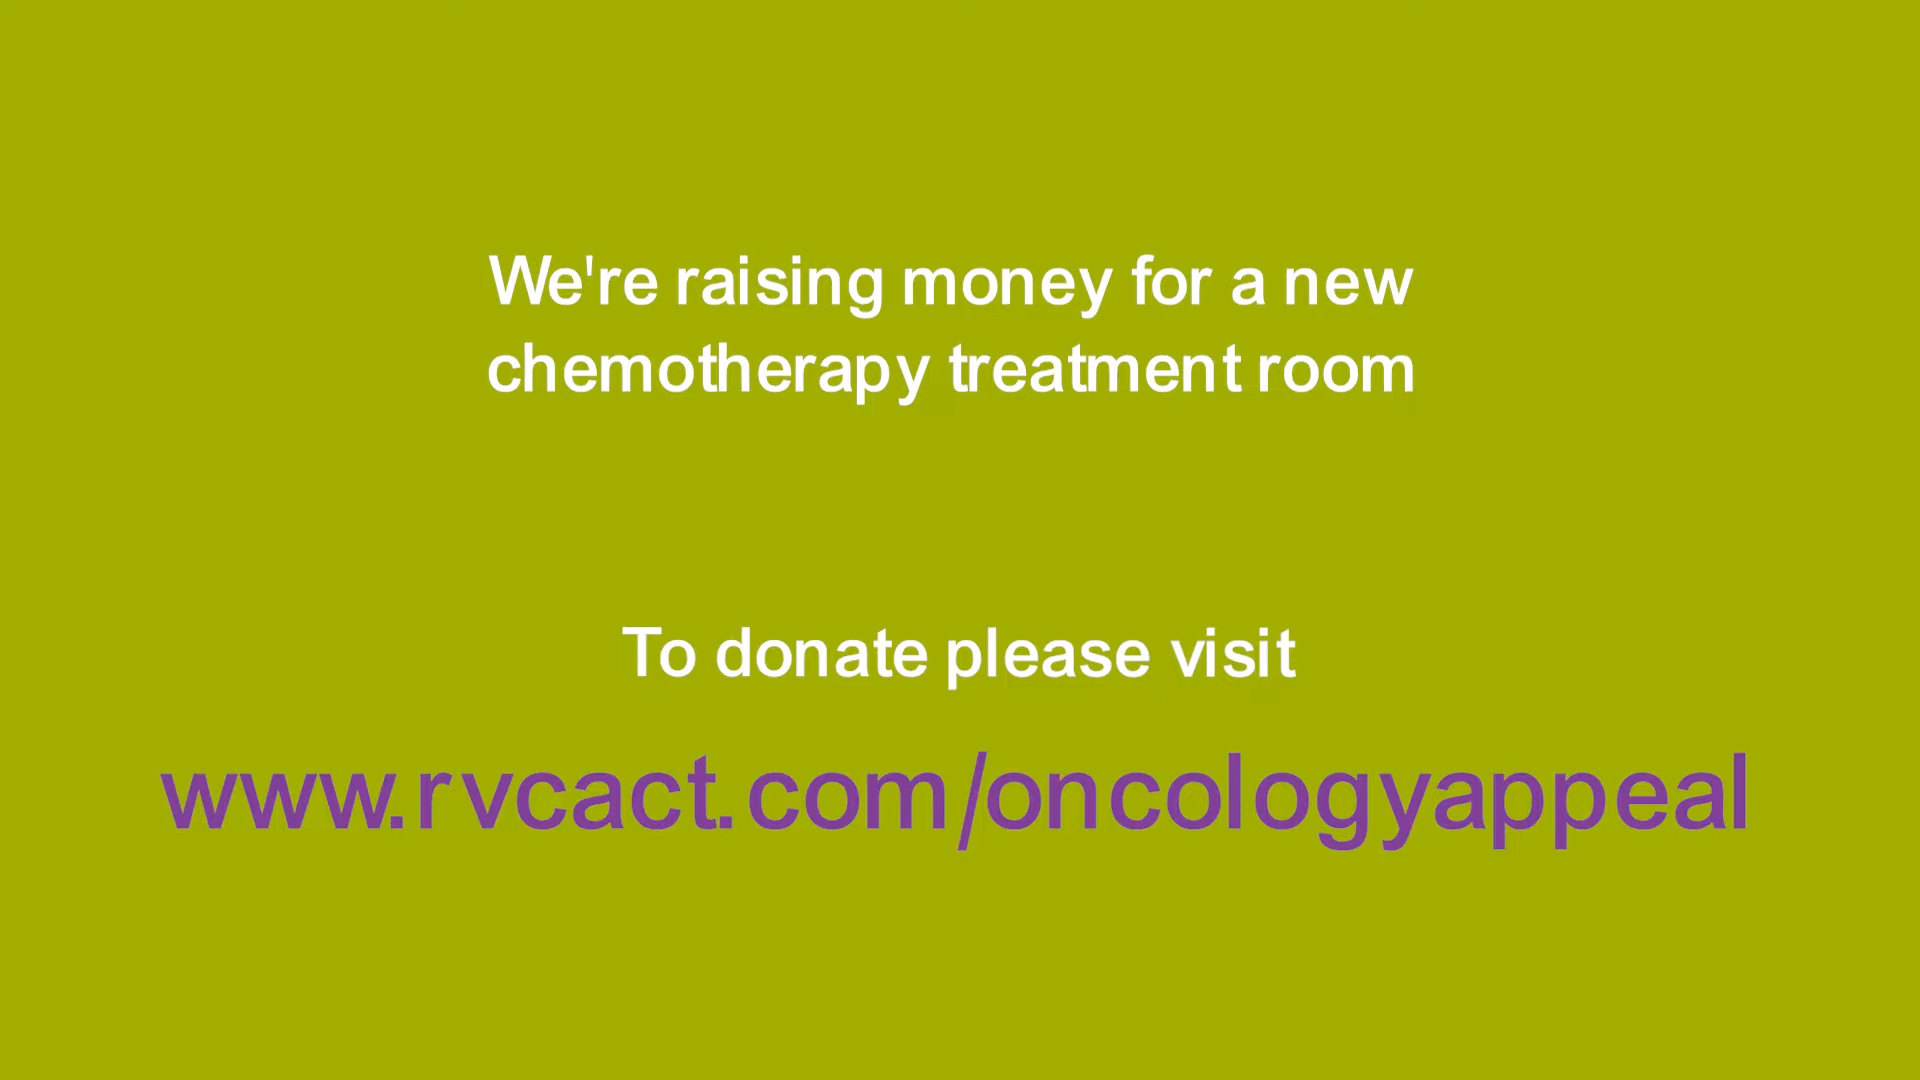 We're raising money for a new
chemotherapy treatment room
To donate please visit
www.rvcact.com/oncologyappeal